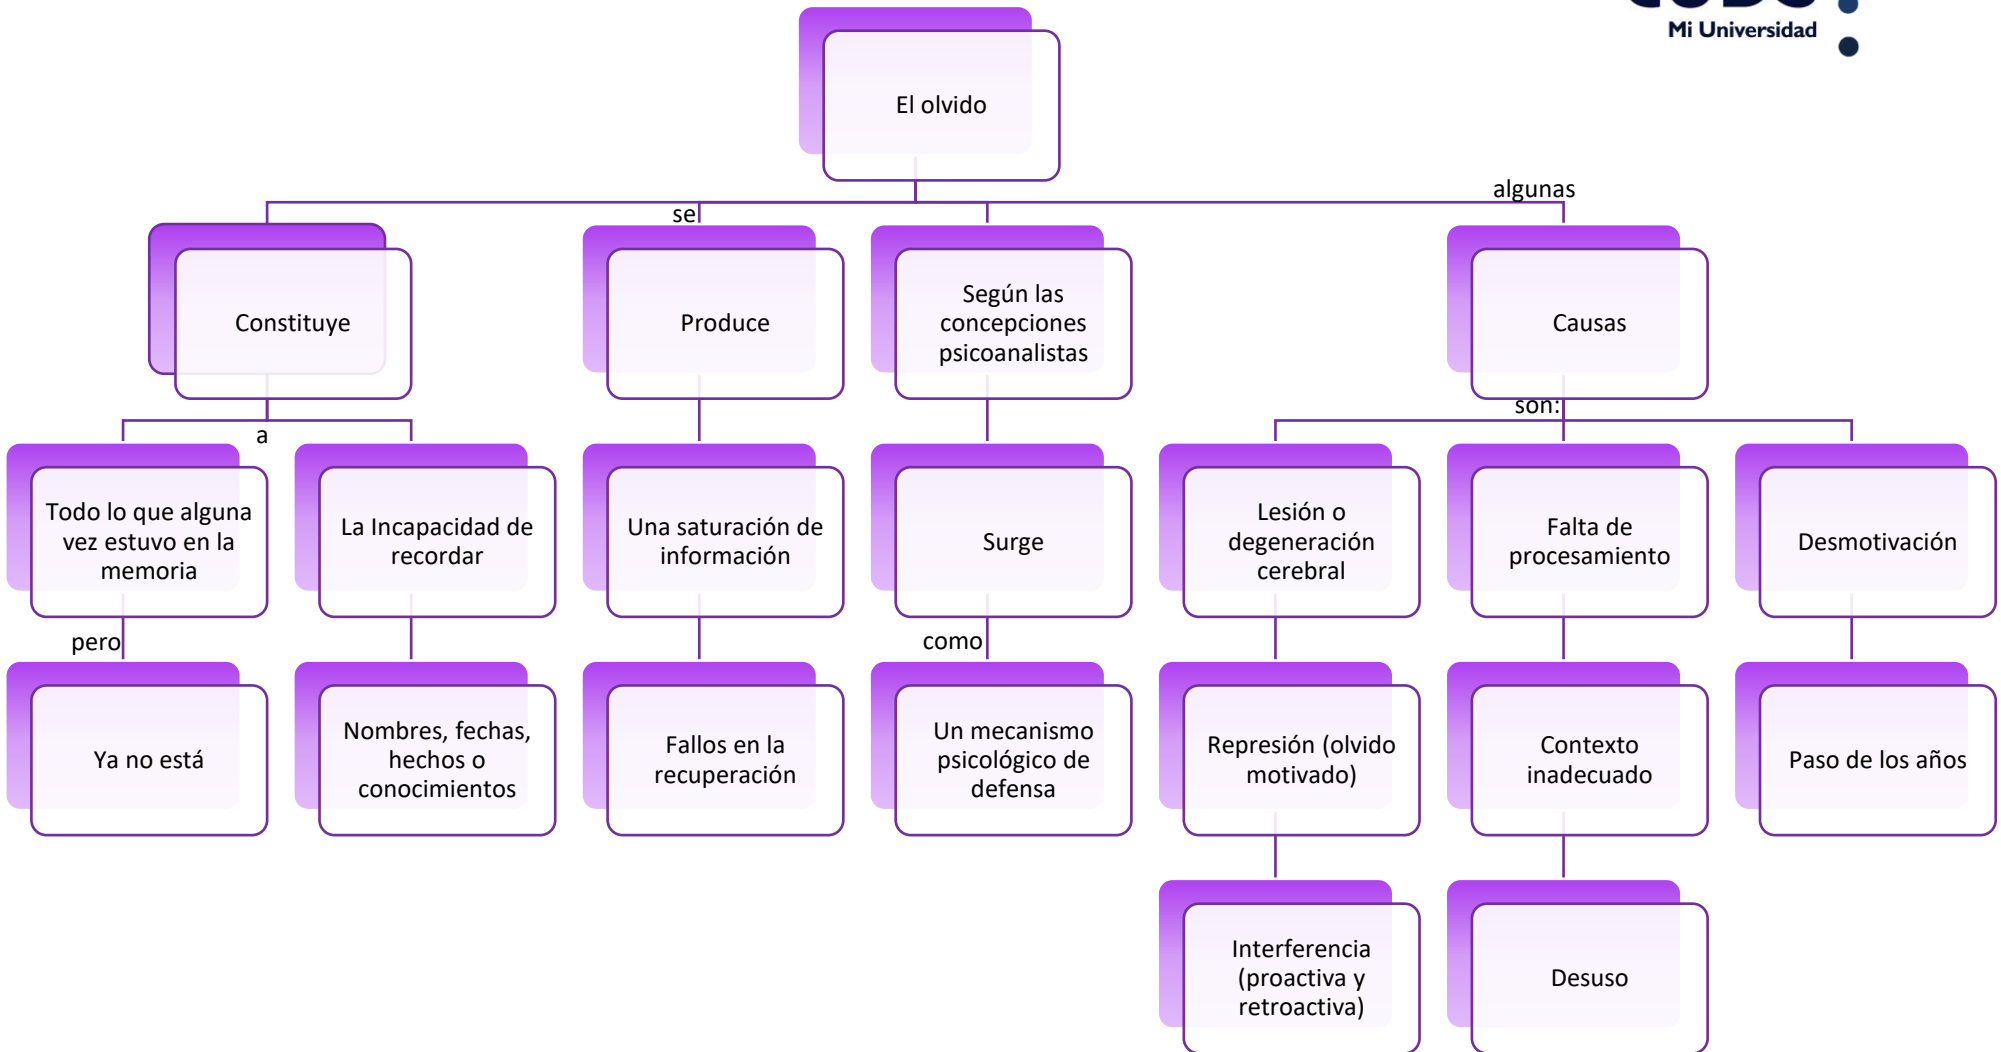 Mi Universidad
El olvido
algunas
se
Constituye
Produce
Según las
concepciones
psicoanalistas
Causas
son:
a
Todo lo que alguna
vez estuvo en la
memoria
La Incapacidad de
recordar
Una saturación de
información
Surge
Lesión o
degeneración
cerebral
Falta de
procesamiento
Desmotivación
pero
como
Ya no está
Nombres, fechas,
hechos o
conocimientos
Fallos en la
recuperación
Un mecanismo
psicológico de
defensa
Represión (olvido
motivado)
Contexto
inadecuado
Paso de los años
Interferencia
(proactiva y
retroactiva)
Desuso